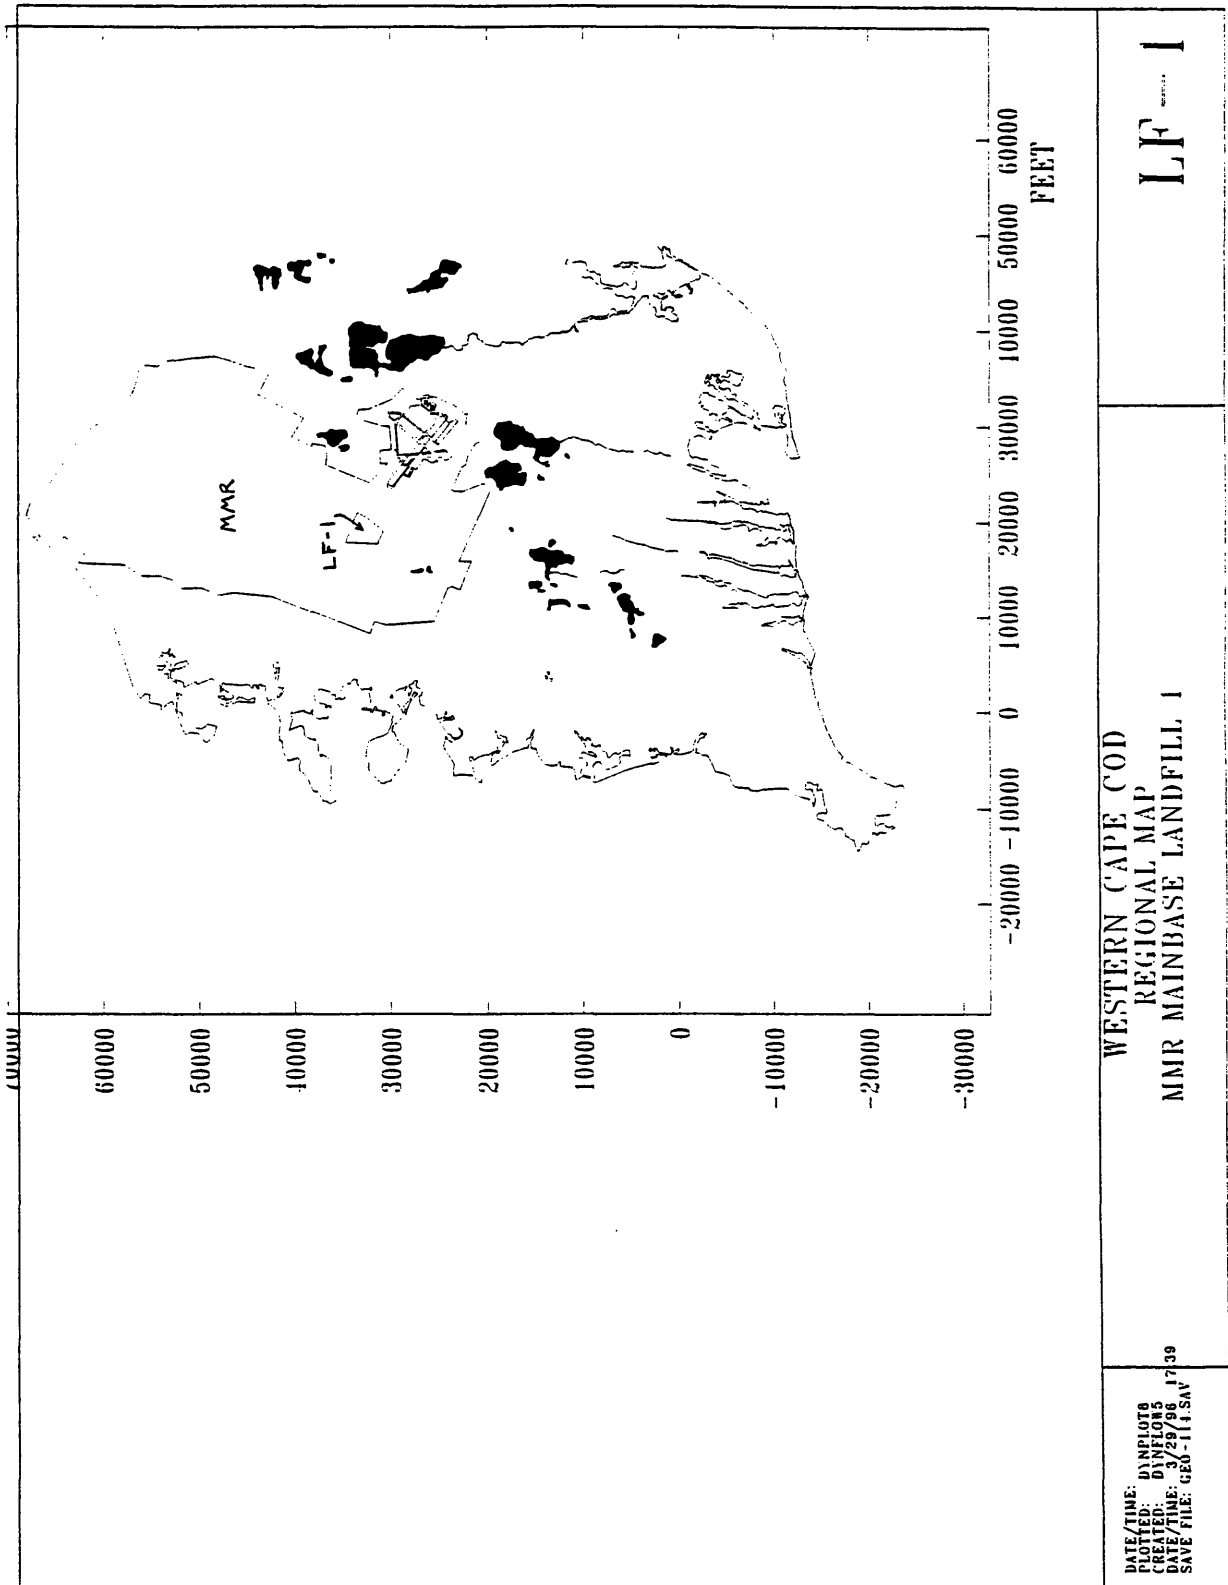 70000
60000
50000
40000
30000
20000
10000
0
-10000
-20000
-30000
MMR
LF-1
-20000 -10000 0 10000 20000 30000 10000 50000 60000
FEET
WESTERN CAPE COD
REGIONAL MAP
MMR MAINBASE LANDFILL 1
LF-1
DATE/TIME:
PLOTTED: DYNPLOT8
CREATED: DYNFLOW5
DATE/TIME: 3/29/96 17:39
SAVE FILE: GEO-114.SAV